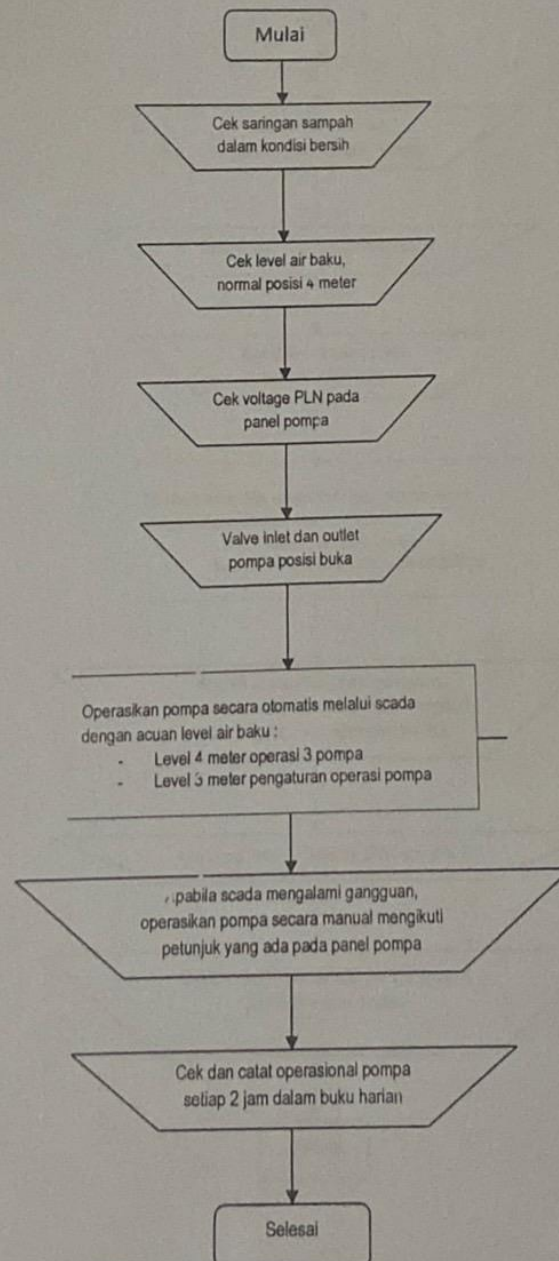 Mulai
Cek saringan sampah
dalam kondisi bersih
Cek level air baku,
normal posisi 4 meter
Cek voltage PLN pada
panel pompa
Valve inlet dan outlet
pompa posisi buka
Operasikan pompa secara otomatis melalui scada
dengan acuan level air baku :
- Level 4 meter operasi 3 pompa
- Level 3 meter pengaturan operasi pompa
pabila scada mengalami gangguan,
operasikan pompa secara manual mengikuti
petunjuk yang ada pada panel pompa
Cek dan catat operasional pompa
setiap 2 jam dalam buku harian
Selesai